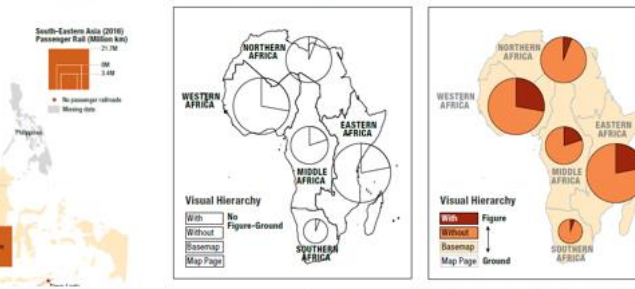 South-Eastern Asia (2016)
Passenger Rail (Million km)
21.7M
0M
3.4M
No passenger railroads
Missing data
Philippines
NORTHERN
AFRICA
WESTERN
AFRICA
EASTERN
AFRICA
MIDDLE
AFRICA
SOUTHERN
AFRICA
Visual Hierarchy
With
Without
Basemap
Map Page
No
Figure-Ground
NORTHERN
AFRICA
WESTERN
AFRICA
EASTERN
AFRICA
MIDDLE
AFRICA
SOUTHERN
AFRICA
Visual Hierarchy
With Figure
Without
Basemap
Map Page Ground